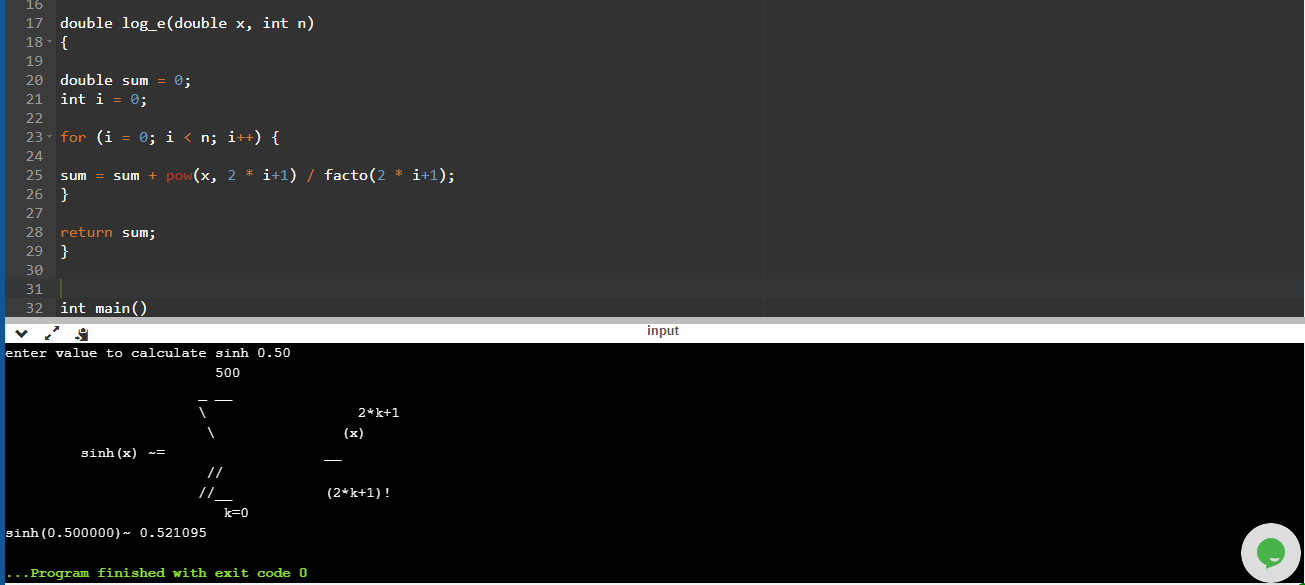 16
17 double log_e(double x, int n)
18 {
19
20 double sum = 0;
21 int i = 0;
22
23 for (i = 0; i < n; i++) {
24
25 sum = sum + pow(x, 2 * i+1) / facto(2 * i+1);
26 }
27
28 return sum;
29 }
30
31
32 int main()
input
enter value to calculate sinh 0.50
500
_ __
\ 2*k+1
\ (x)
sinh(x) ~= __
//
//__ (2*k+1)!
k=0
sinh(0.500000)~ 0.521095
...Program finished with exit code 0